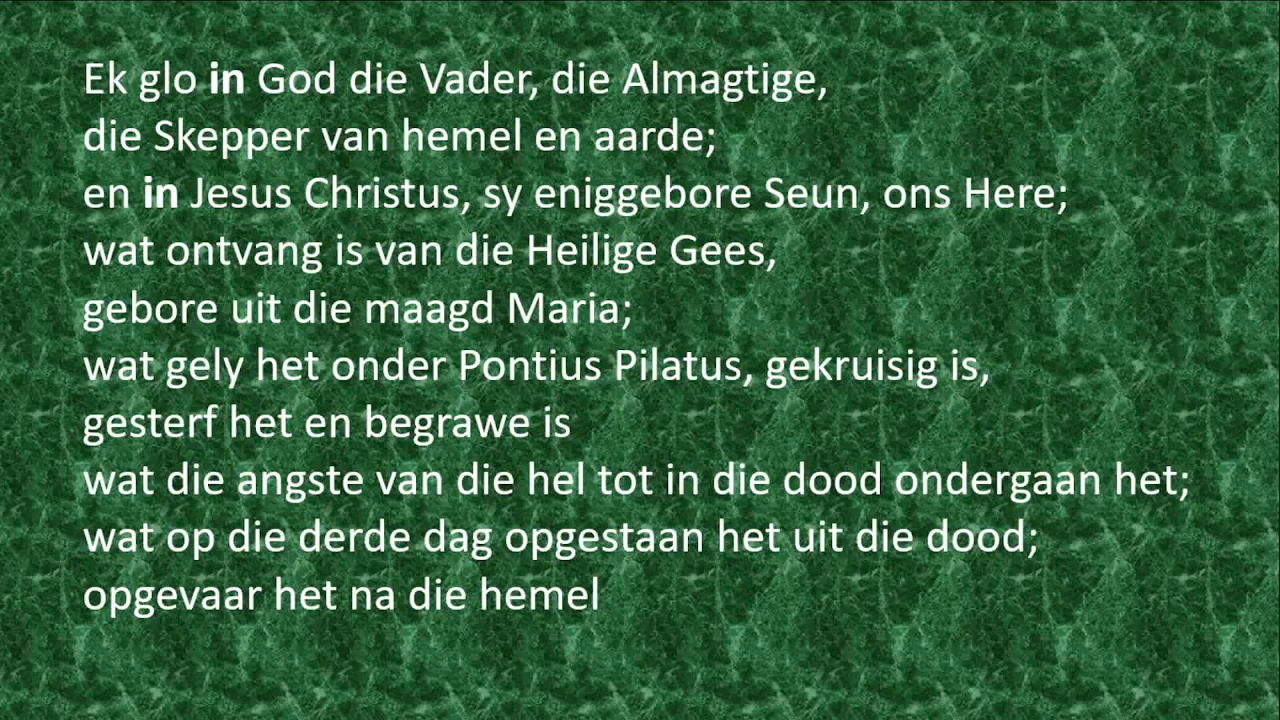 Ek glo in God die Vader, die Almagtige,
die Skepper van hemel en aarde;
en in Jesus Christus, sy eniggebore Seun, ons Here;
wat ontvang is van die Heilige Gees,
gebore uit die maagd Maria;
wat gely het onder Pontius Pilatus, gekruisig is,
gesterf het en begrawe is
wat die angste van die hel tot in die dood ondergaan het;
wat op die derde dag opgestaan het uit die dood;
opgevaar het na die hemel